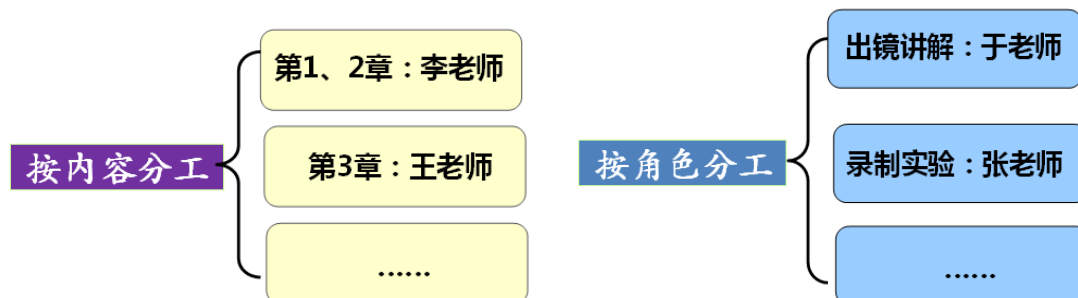 按内容分工
第1、2章：李老师
第3章：王老师
......
按角色分工
出镜讲解：于老师
录制实验：张老师
......